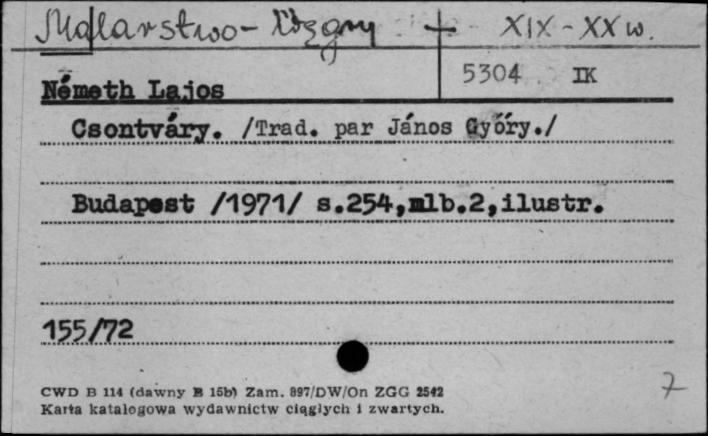 Malarstwo - Węgry + XIX - XX w.
5304 IK
Németh Lajos
Csontváry. /Trad. par János Győry./
Budapest /1971/ s.254,mlb.2,ilustr.
155/72
7
CWD B 114 (dawny B 15b) Zam. 897/DW/On ZGG 2542
Karta katalogowa wydawnictw ciągłych i zwartych.